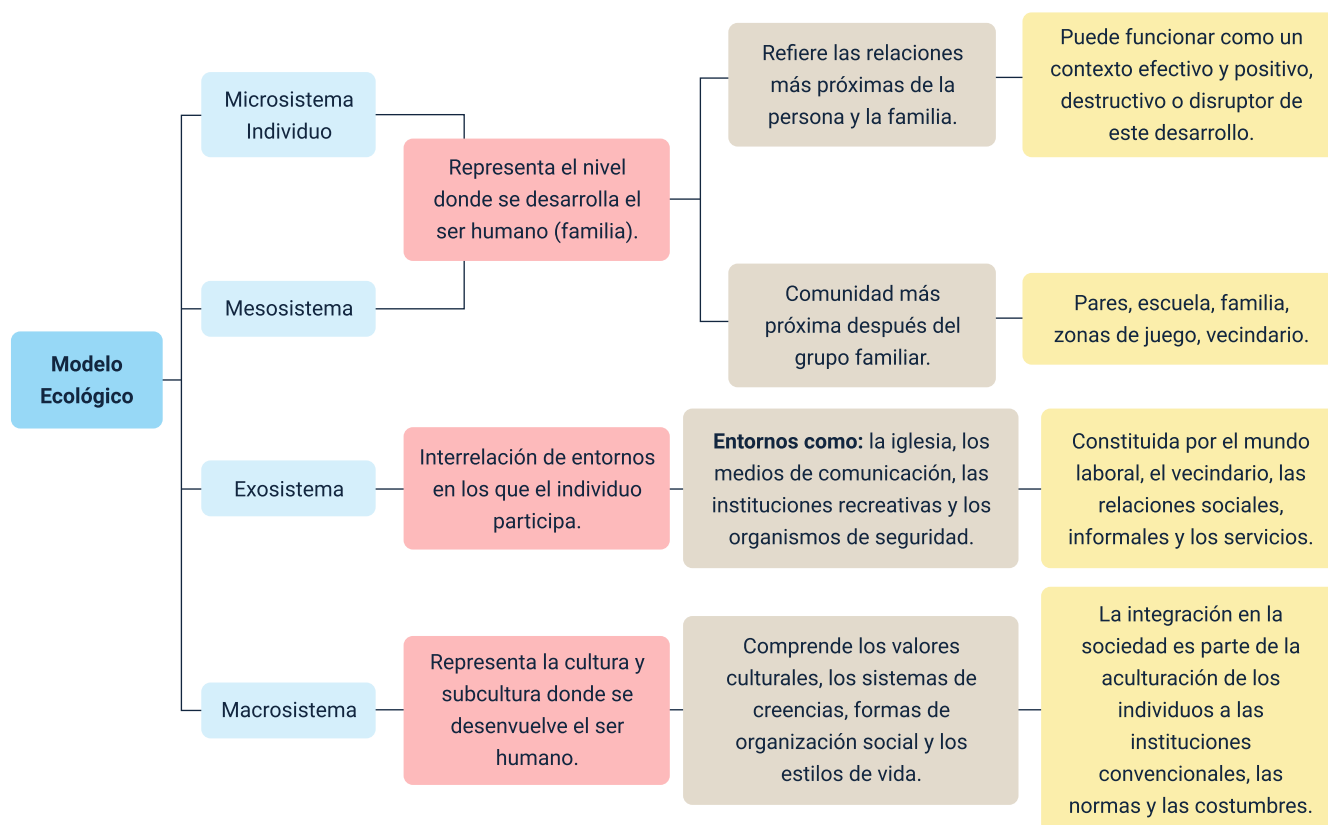 Modelo
Ecológico
Microsistema
Individuo
Mesosistema
Representa el nivel
donde se desarrolla el
ser humano (familia).
Refiere las relaciones
más próximas de la
persona y la familia.
Puede funcionar como un
contexto efectivo y positivo,
destructivo o disruptor de
este desarrollo.
Comunidad más
próxima después del
grupo familiar.
Pares, escuela, familia,
zonas de juego, vecindario.
Exosistema
Interrelación de entornos
en los que el individuo
participa.
Entornos como: la iglesia, los
medios de comunicación, las
instituciones recreativas y los
organismos de seguridad.
Constituida por el mundo
laboral, el vecindario, las
relaciones sociales,
informales y los servicios.
Macrosistema
Representa la cultura y
subcultura donde se
desenvuelve el ser
humano.
Comprende los valores
culturales, los sistemas de
creencias, formas de
organización social y los
estilos de vida.
La integración en la
sociedad es parte de la
aculturación de los
individuos a las
instituciones
convencionales, las
normas y las costumbres.